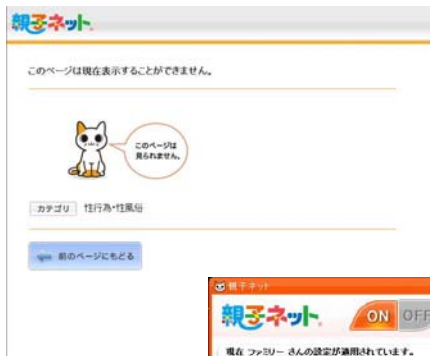 親子ネット.
このページは現在表示することができません。
このページは
見られません。
カテゴリ 性行為・性風俗
前のページにもどる
親子ネット
親子ネット. ON OFF
現在 ファミリー さんの設定が適用されています。